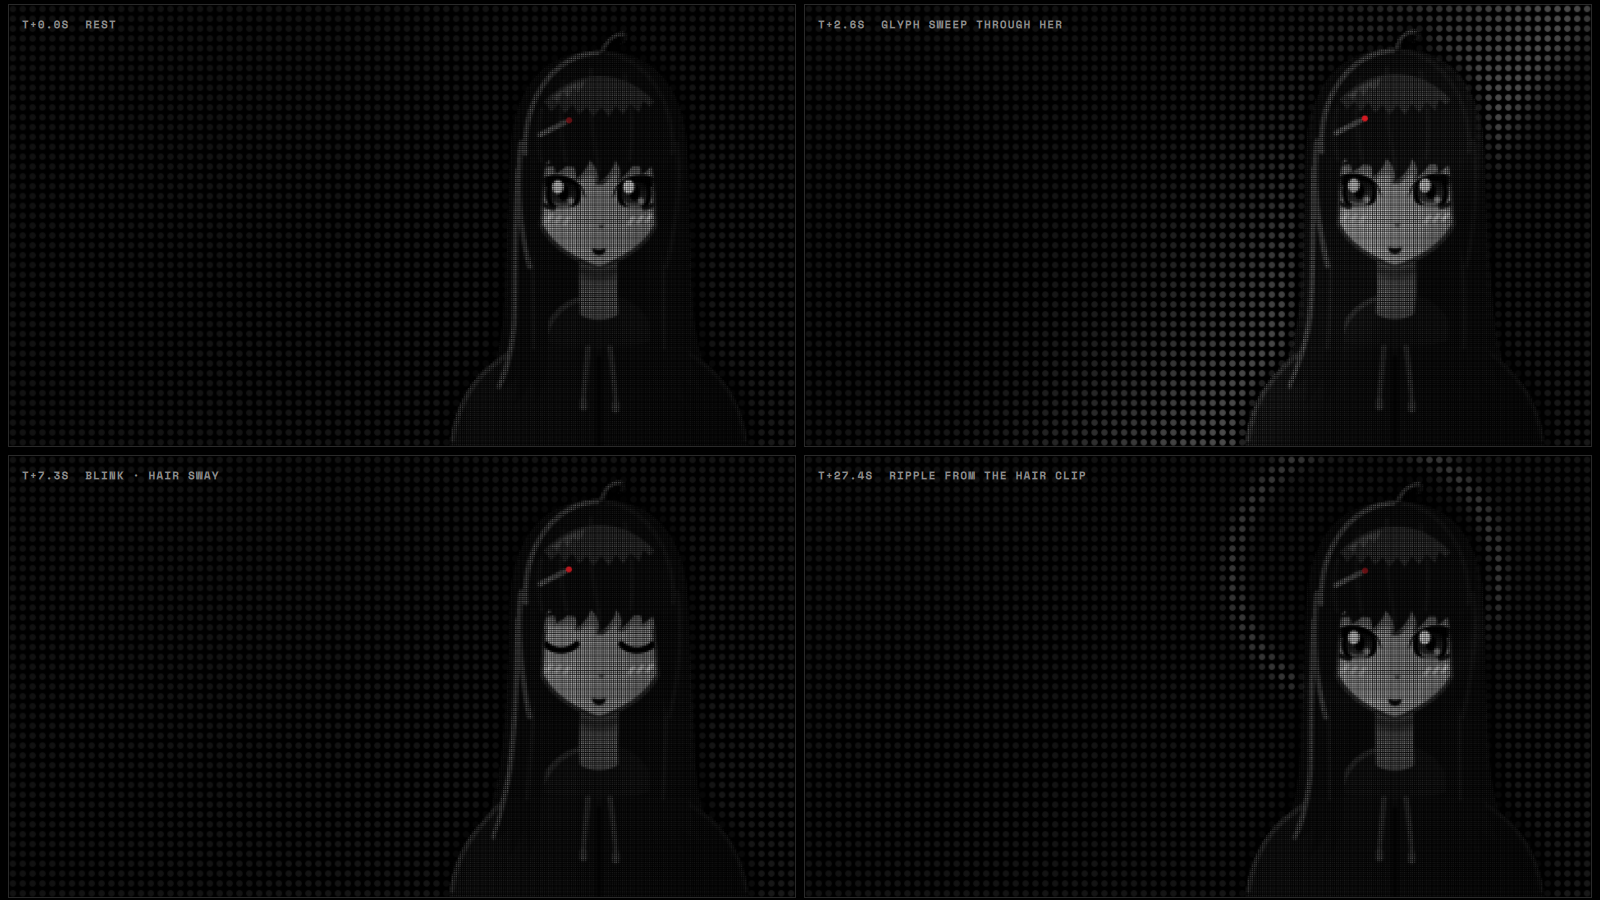 T+0.0S  REST
T+2.6S  GLYPH SWEEP THROUGH HER
T+7.3S  BLINK · HAIR SWAY
T+27.4S  RIPPLE FROM THE HAIR CLIP